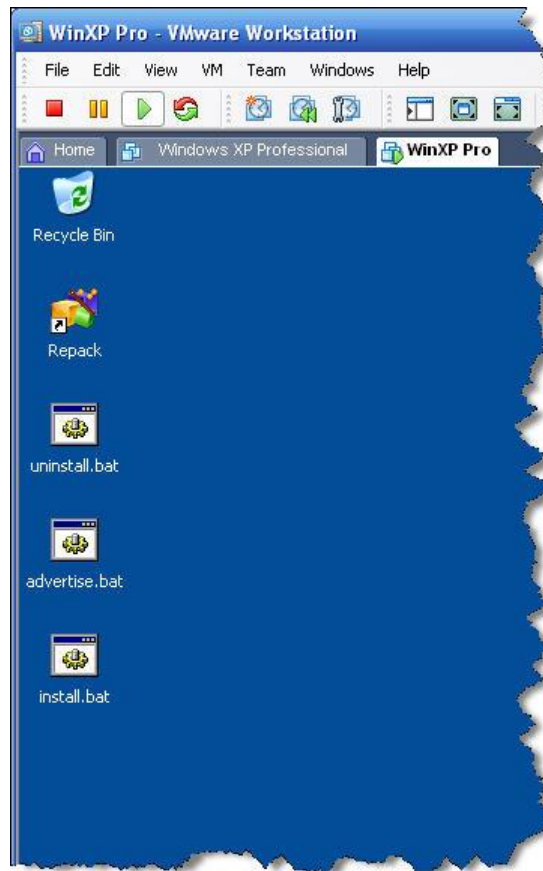 WinXP Pro - VMware Workstation
File Edit View VM Team Windows Help
Home Windows XP Professional WinXP Pro
Recycle Bin
Repack
uninstall.bat
advertise.bat
install.bat